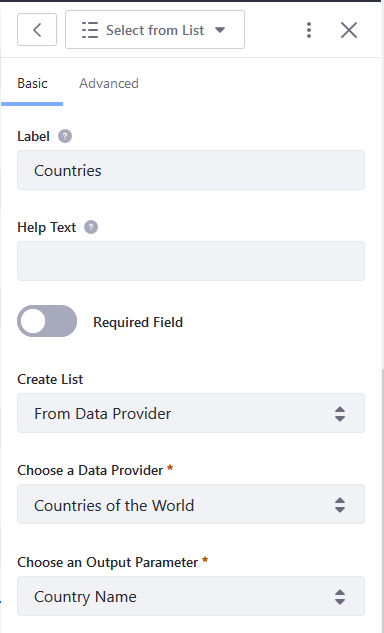 Select from List
Basic Advanced
Label ?
Countries
Help Text ?
Required Field
Create List
From Data Provider
Choose a Data Provider *
Countries of the World
Choose an Output Parameter *
Country Name